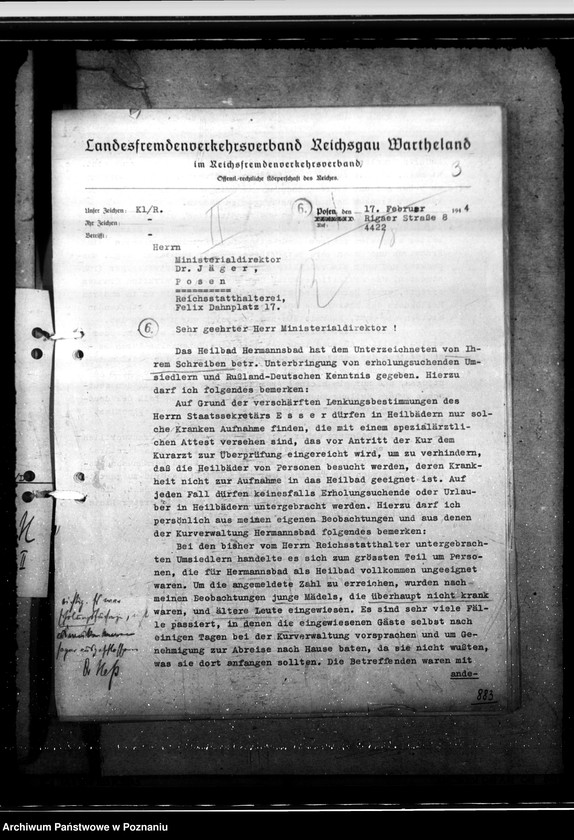 Landesfremdenverkehrsverband Reichsgau Wartheland
im Reichsfremdenverkehrsverband,
Öffentl.-rechtliche Körperschaft des Reiches.
3
Unser Zeichen: Kl/R.
Ihr Zeichen: -
Betrifft: -
6. Posen, den 17. Februar 1944
Rigaer Straße 8
Ruf: 4422
Herrn
Ministerialdirektor
Dr. J ä g e r ,
P o s e n
Reichsstatthalterei,
Felix Dahnplatz 17.
6. Sehr geehrter Herr Ministerialdirektor !
Das Heilbad Hermannsbad hat dem Unterzeichneten von Ih-
rem Schreiben betr. Unterbringung von erholungsuchenden Um-
siedlern und Rußland-Deutschen Kenntnis gegeben. Hierzu
darf ich folgendes bemerken:
Auf Grund der verschärften Lenkungsbestimmungen des
Herrn Staatssekretärs E s s e r dürfen in Heilbädern nur sol-
che Kranken Aufnahme finden, die mit einem spezialärztli-
chen Attest versehen sind, das vor Antritt der Kur dem
Kurarzt zur Überprüfung eingereicht wird, um zu verhindern,
daß die Heilbäder von Personen besucht werden, deren Krank-
heit nicht zur Aufnahme in das Heilbad geeignet ist. Auf
jeden Fall dürfen keinesfalls Erholungsuchende oder Urlau-
ber in Heilbädern untergebracht werden. Hierzu darf ich
persönlich aus meinen eigenen Beobachtungen und aus denen
der Kurverwaltung Hermannsbad folgendes bemerken:
Bei den bisher vom Herrn Reichsstatthalter untergebrach-
ten Umsiedlern handelte es sich zum grössten Teil um Perso-
nen, die für Hermannsbad als Heilbad vollkommen ungeeignet
waren. Um die angemeldete Zahl zu erreichen, wurden nach
meinen Beobachtungen junge Mädels, die überhaupt nicht krank
waren, und ältere Leute eingewiesen. Es sind sehr viele Fäl-
le passiert, in denen die eingewiesenen Gäste selbst nach
einigen Tagen bei der Kurverwaltung vorsprachen und um Ge-
nehmigung zur Abreise nach Hause baten, da sie nicht wußten,
was sie dort anfangen sollten. Die Betreffenden waren mit
ande-
883
Archiwum Państwowe w Poznaniu